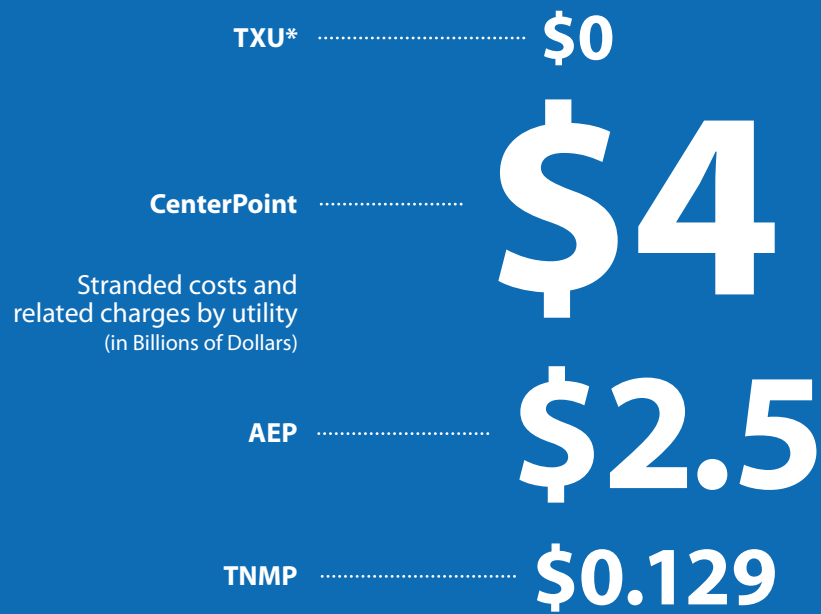 TXU* $0
CenterPoint $4
Stranded costs and
related charges by utility
(in Billions of Dollars)
AEP $2.5
TNMP $0.129